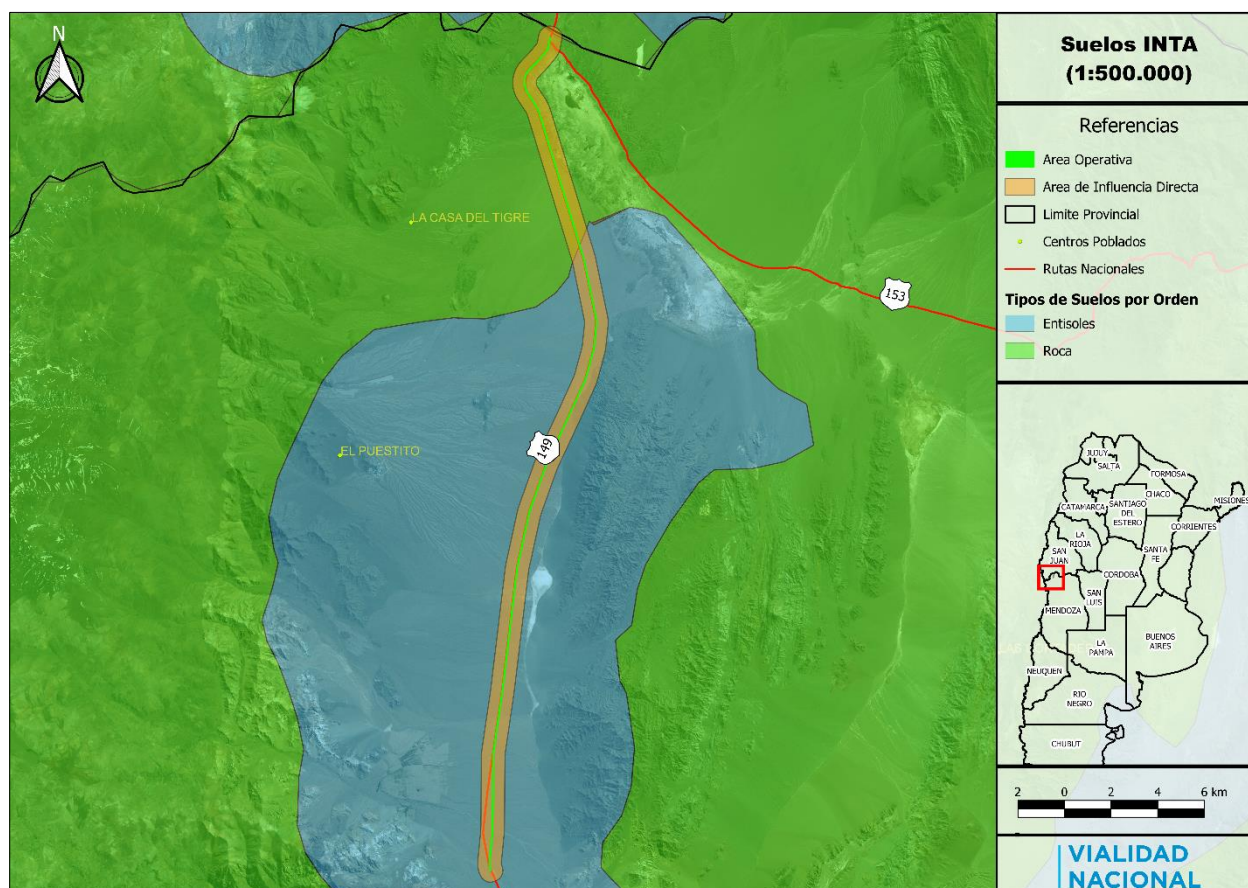 N
LA CASA DEL TIGRE
153
149
EL PUESTITO
Suelos INTA
(1:500.000)
Referencias
Area Operativa
Area de Influencia Directa
Limite Provincial
Centros Poblados
Rutas Nacionales
Tipos de Suelos por Orden
Entisoles
Roca
JUJUY
SALTA
FORMOSA
CHACO
MISIONES
CATAMARCA
SANTIAGO
DEL
ESTERO
CORRIENTES
LA
RIOJA
SAN
JUAN
SANTA
FE
CORDOBA
SAN
LUIS
MENDOZA
BUENOS
AIRES
LA
PAMPA
NEUQUEN
RIO
NEGRO
CHUBUT
2 0 2 4 6 km
VIALIDAD
NACIONAL